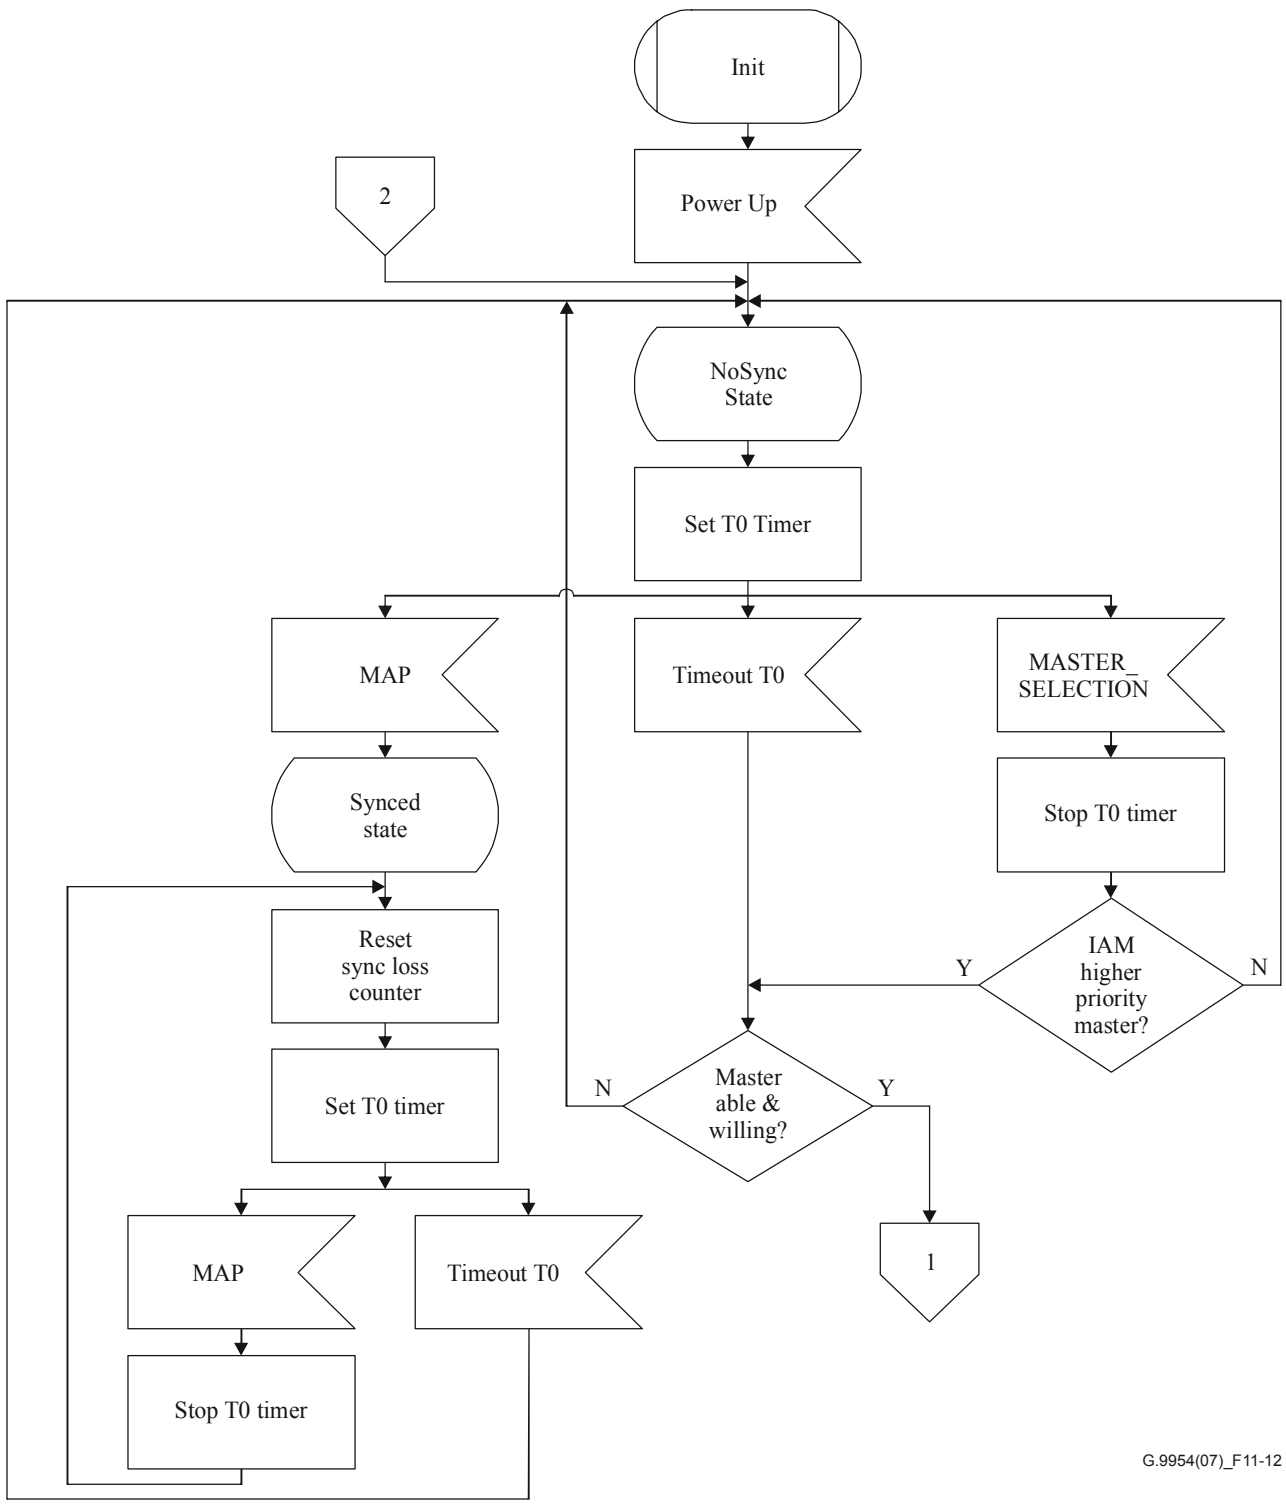 Init
2
Power Up
NoSync
State
Set T0 Timer
MAP
Timeout T0
MASTER_
SELECTION
Synced
state
Stop T0 timer
Reset
sync loss
counter
IAM
higher
priority
master?
Y
N
Set T0 timer
Master
able &
willing?
N
Y
MAP
Timeout T0
1
Stop T0 timer
G.9954(07)_F11-12